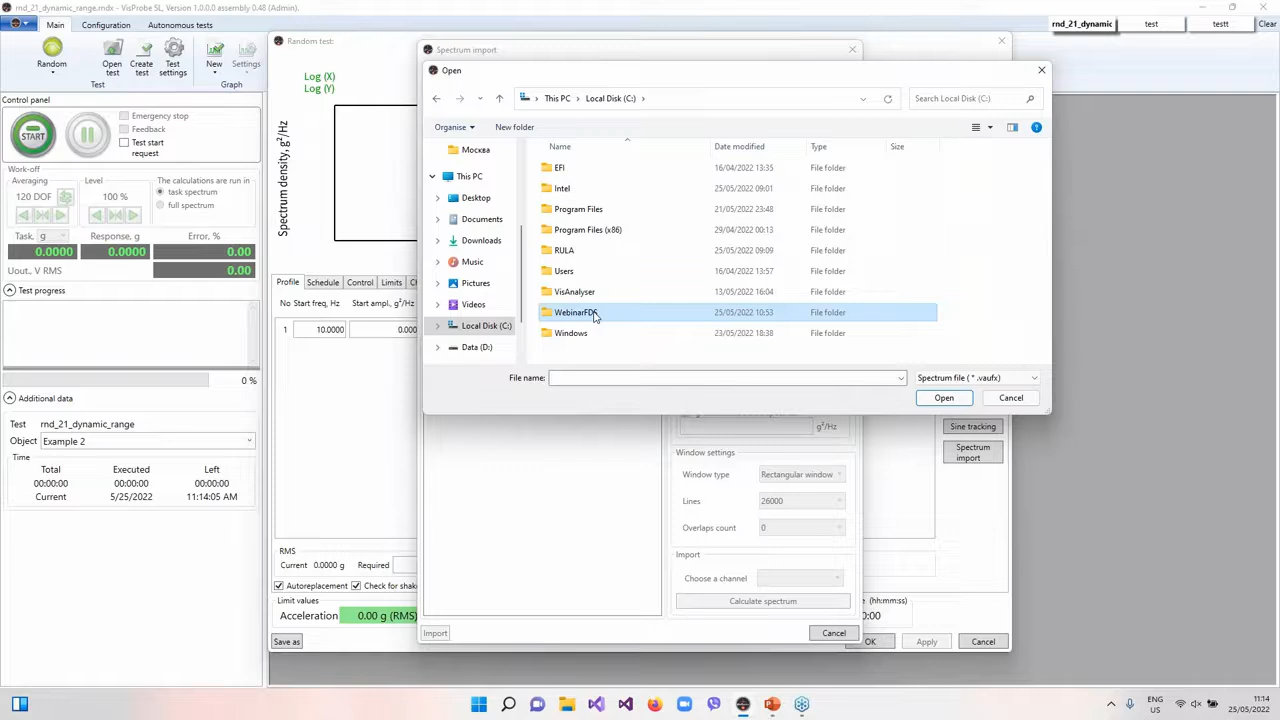 rnd_21_dynamic_range.rndx - VisProbe SL, Version 1.0.0.0 assembly 0.48 (Admin).
Main
Configuration
Autonomous tests
rnd_21_dynamic
test
testt
Clear
Random
Open test
Create test
Test settings
New
Settings
Test
Graph
Control panel
START
Emergency stop
Feedback
Test start request
Work-off
Averaging
Level
The calculations are run in
120 DOF
100 %
task spectrum
full spectrum
Task, g
Response, g
Error, %
0.0000
0.0000
0.00
Uout., V RMS
0.00
Test progress
0 %
Additional data
Test
rnd_21_dynamic_range
Object
Example 2
Time
Total
Executed
Left
00:00:00
00:00:00
00:00:00
Current
5/25/2022
11:14:05 AM
Random test:
Log (X)
Log (Y)
Spectrum density, g²/Hz
Profile
Schedule
Control
Limits
No
Start freq, Hz
Start ampl., g²/Hz
1
10.0000
0.000
RMS
Current
0.0000 g
Required
Autoreplacement
Check for shak
Limit values
Acceleration
0.00 g (RMS)
Save as
Sine tracking
Spectrum import
(hh:mm:ss)
OK
Apply
Cancel
Spectrum import
g²/Hz
Window settings
Window type
Rectangular window
Lines
26000
Overlaps count
0
Import
Choose a channel
Calculate spectrum
Import
Cancel
Open
This PC
Local Disk (C:)
Search Local Disk (C:)
Organise
New folder
Москва
This PC
Desktop
Documents
Downloads
Music
Pictures
Videos
Local Disk (C:)
Data (D:)
Name
Date modified
Type
Size
EFI 16/04/2022 13:35 File folder
Intel 25/05/2022 09:01 File folder
Program Files 21/05/2022 23:48 File folder
Program Files (x86) 29/04/2022 00:13 File folder
RULA 25/05/2022 09:09 File folder
Users 16/04/2022 13:57 File folder
VisAnalyser 13/05/2022 16:04 File folder
WebinarFDS 25/05/2022 10:53 File folder
Windows 23/05/2022 18:38 File folder
File name:
Spectrum file ( * .vaufx)
Open
Cancel
ENG
US
11:14
25/05/2022